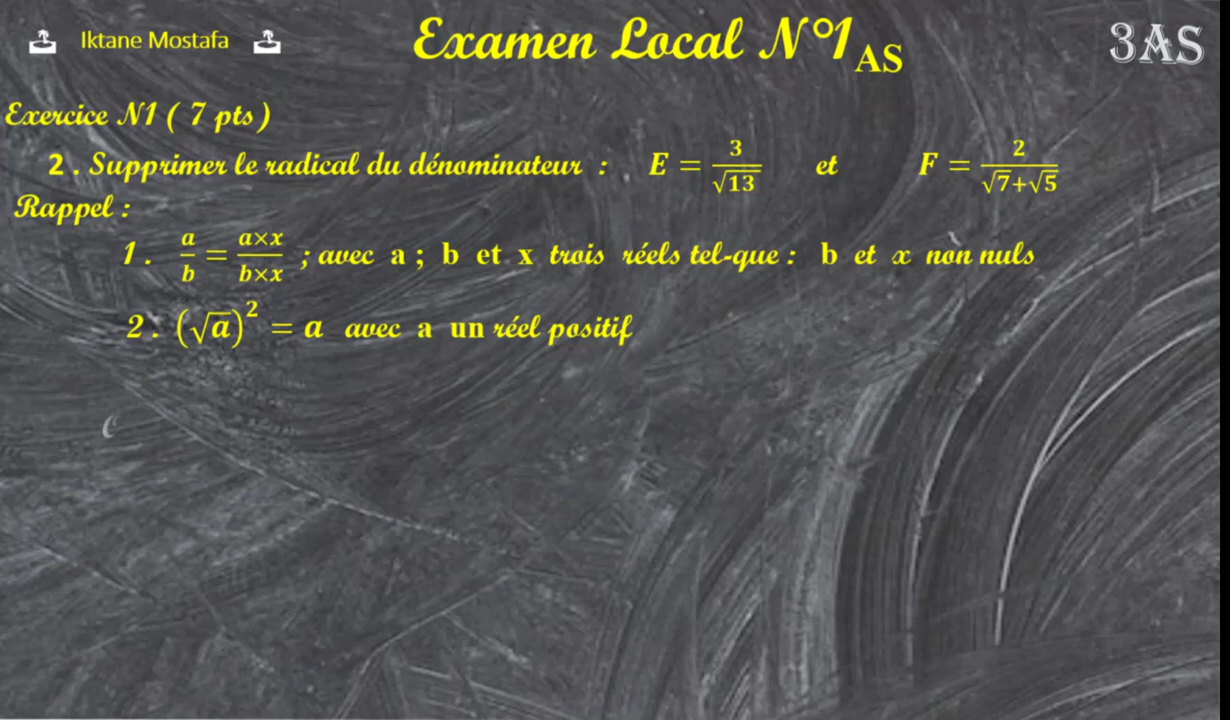 Iktane Mostafa
Examen Local N°1 AS
3AS
Exercice N1 ( 7 pts )
2 . Supprimer le radical du dénominateur : E = 3/√13 et F = 2/(√7+√5)
Rappel :
1 . a/b = (a×x)/(b×x) ; avec a ; b et x trois réels tel-que : b et x non nuls
2 . (√a)² = a avec a un réel positif